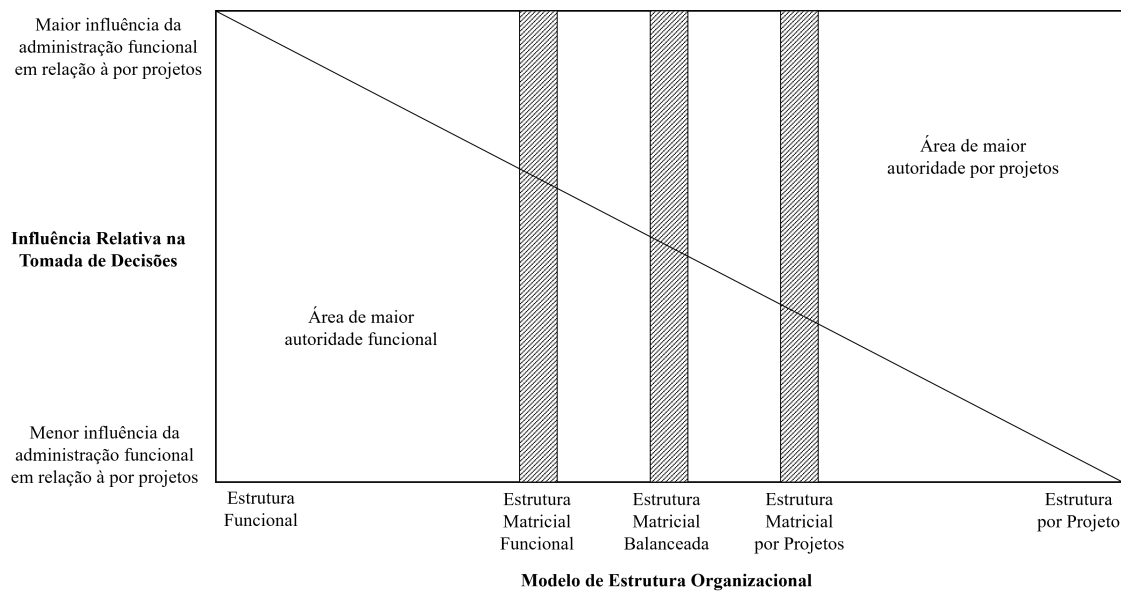 Maior influência da
administração funcional
em relação à por projetos
Área de maior
autoridade por projetos
Influência Relativa na
Tomada de Decisões
Área de maior
autoridade funcional
Menor influência da
administração funcional
em relação à por projetos
Estrutura
Funcional
Estrutura
Matricial
Funcional
Estrutura
Matricial
Balanceada
Estrutura
Matricial
por Projetos
Estrutura
por Projeto
Modelo de Estrutura Organizacional